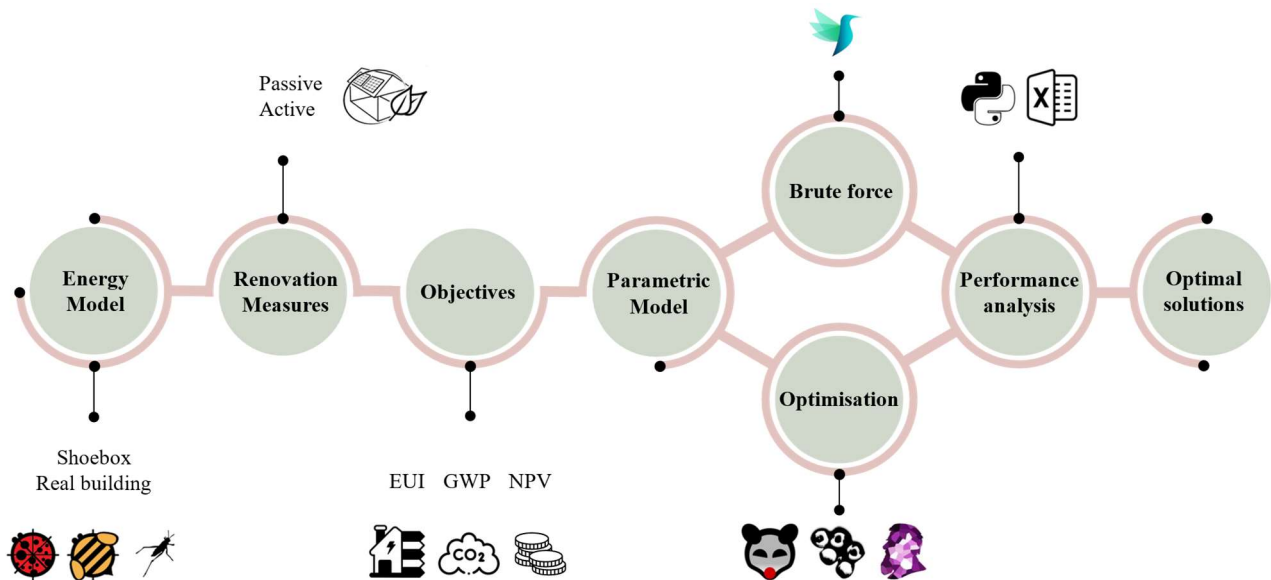 Passive
Active
Energy
Model
Renovation
Measures
Objectives
Parametric
Model
Brute force
Optimisation
Performance
analysis
Optimal
solutions
Shoebox
Real building
EUI GWP NPV
CO2
X